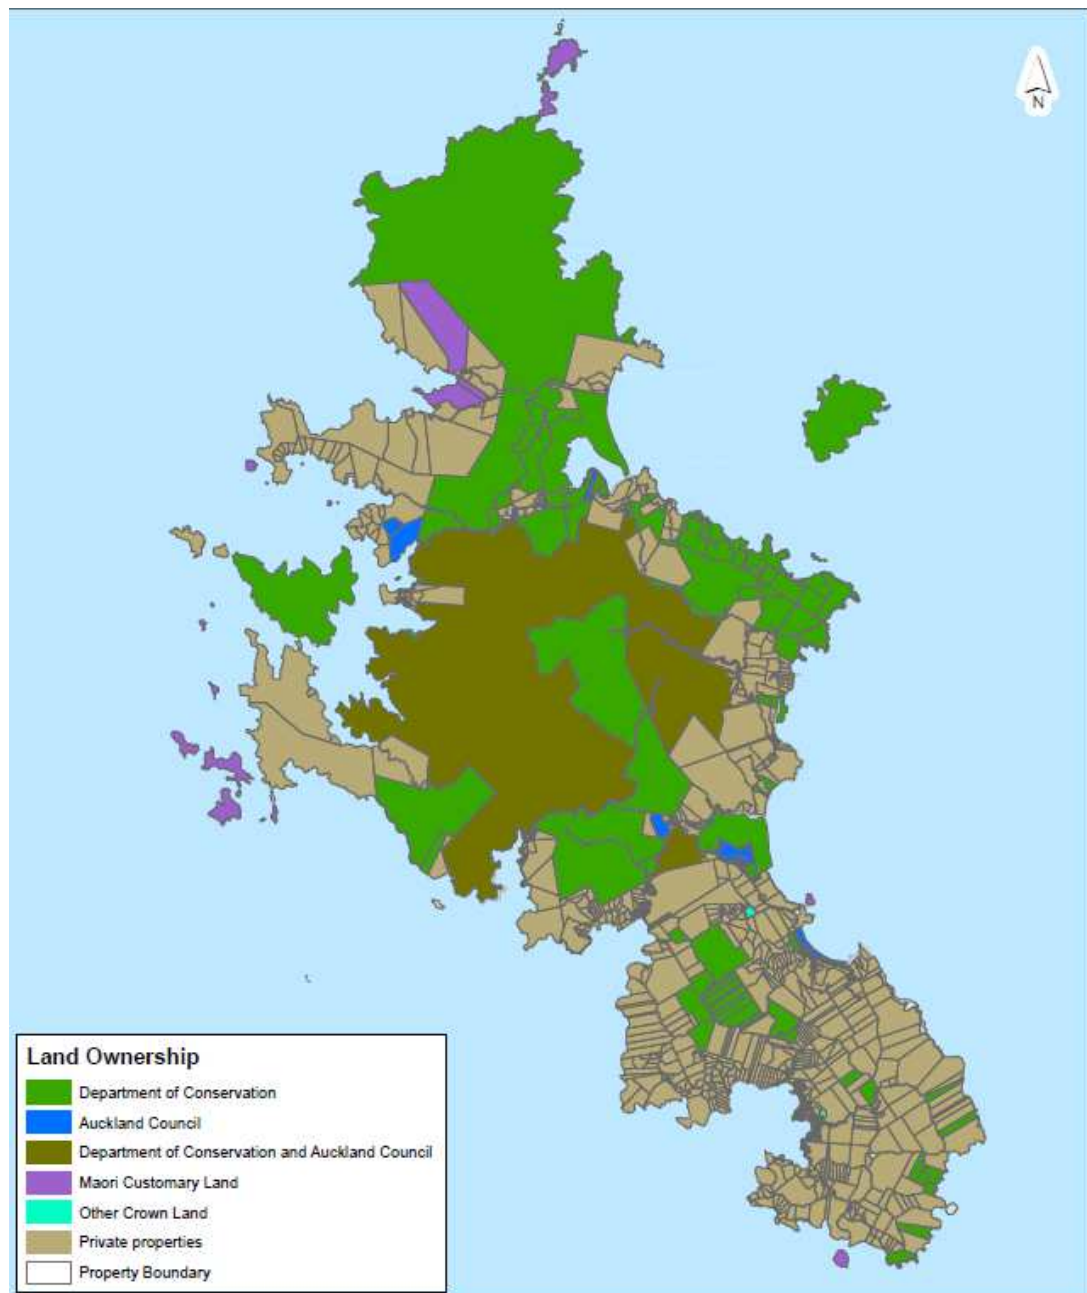 N
Land Ownership
Department of Conservation
Auckland Council
Department of Conservation and Auckland Council
Maori Customary Land
Other Crown Land
Private properties
Property Boundary